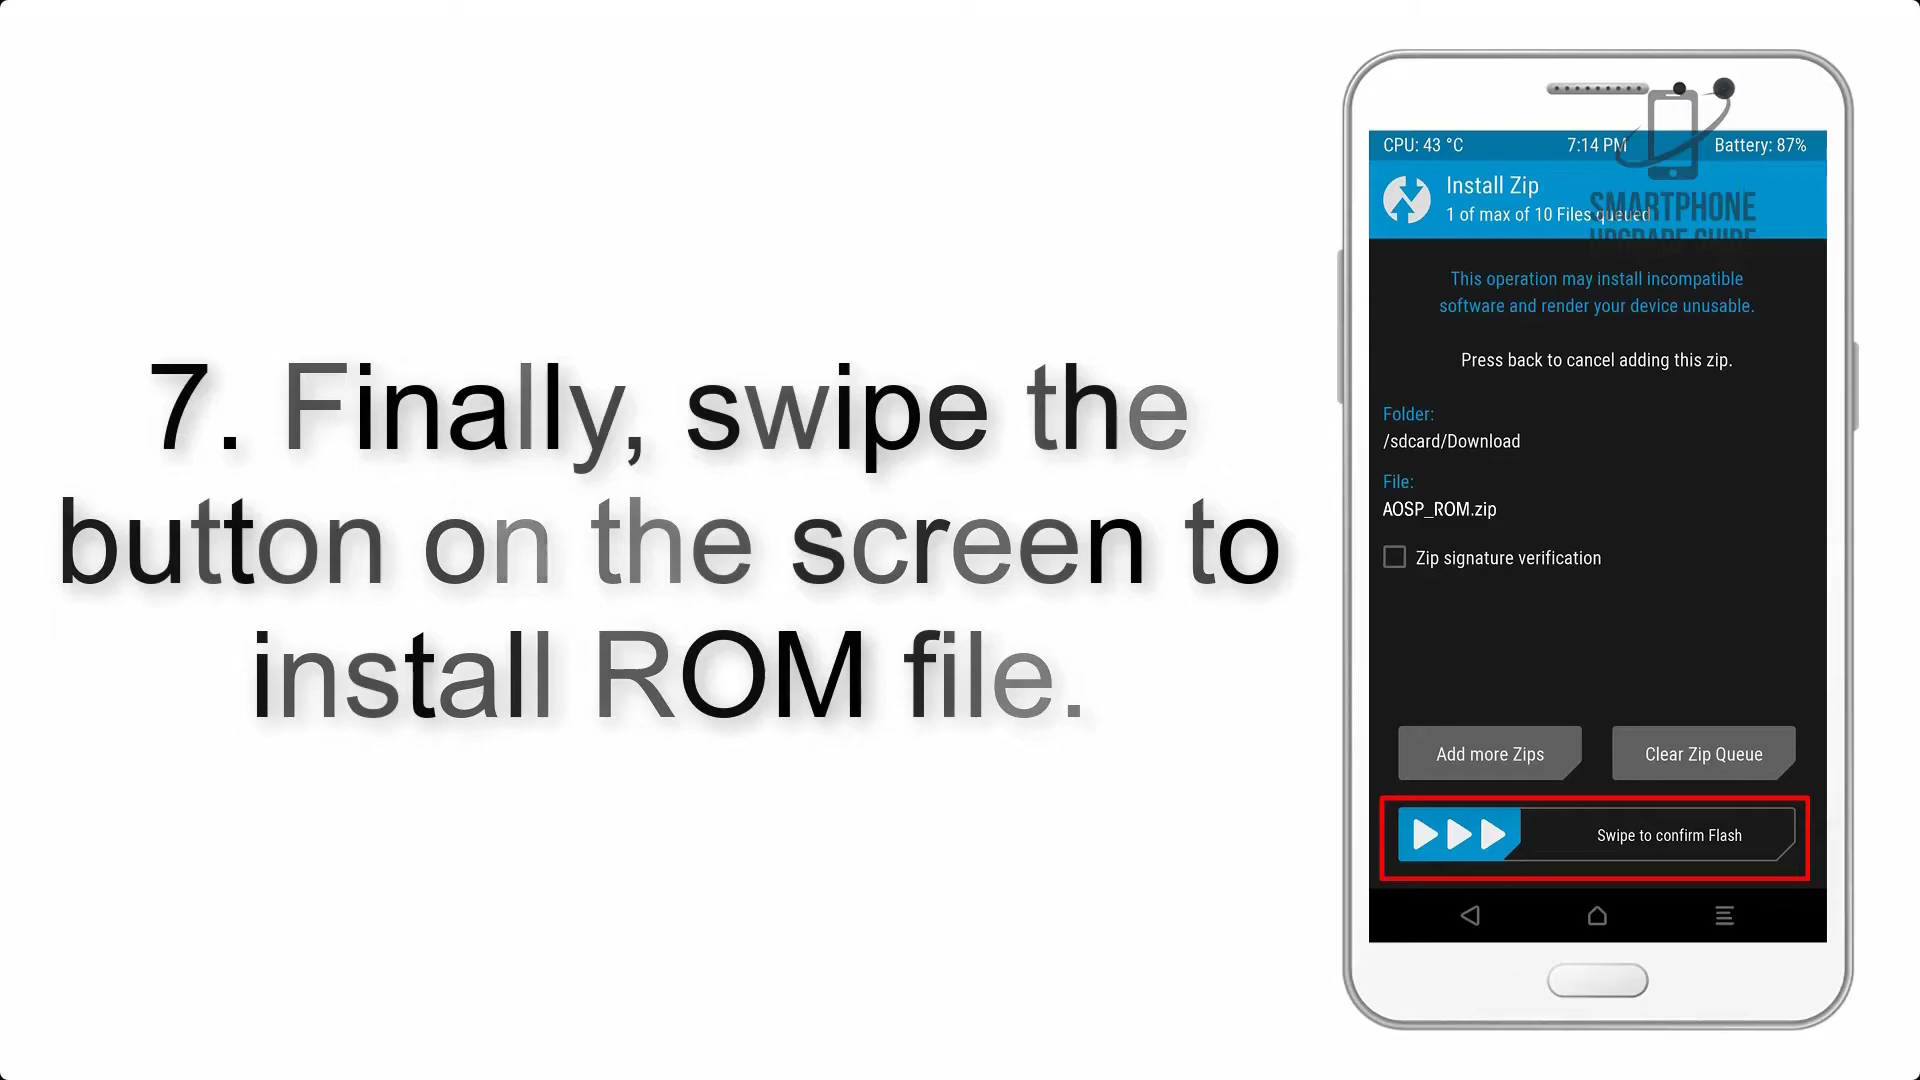 7. Finally, swipe the
button on the screen to
install ROM file.
CPU: 43 °C 7:14 PM Battery: 87%
Install Zip
1 of max of 10 Files queued
SMARTPHONE
UPGRADE GUIDE
This operation may install incompatible
software and render your device unusable.
Press back to cancel adding this zip.
Folder:
/sdcard/Download
File:
AOSP_ROM.zip
Zip signature verification
Add more Zips Clear Zip Queue
Swipe to confirm Flash